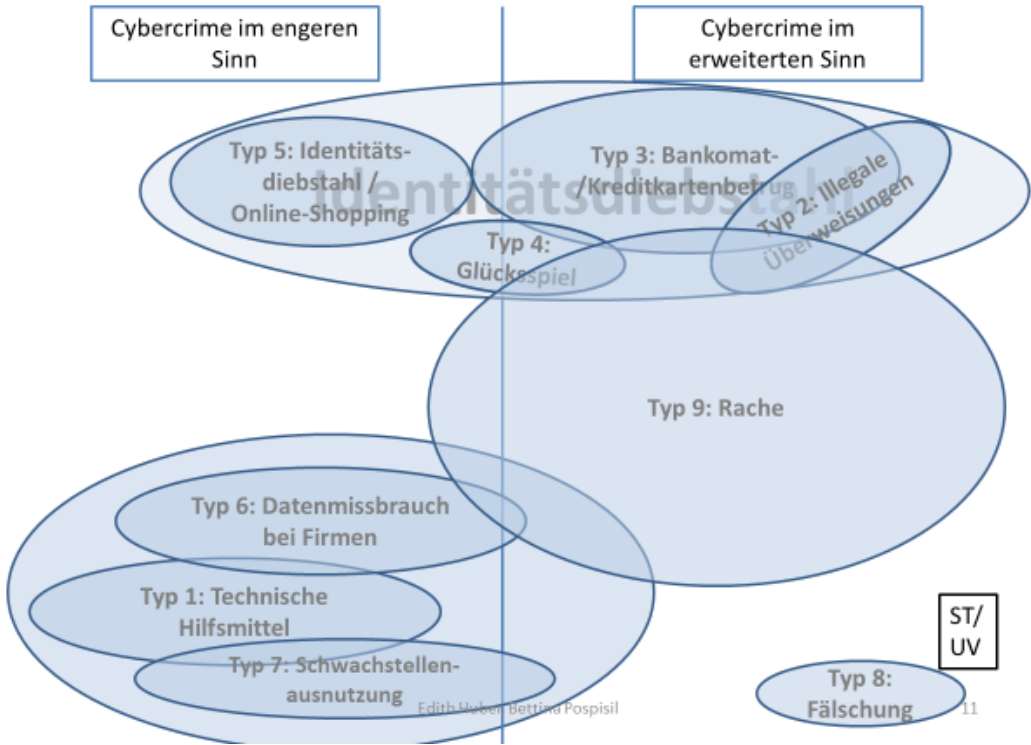 Cybercrime im engeren
Sinn
Cybercrime im
erweiterten Sinn
Identitätsdiebstahl
Typ 5: Identitäts-
diebstahl /
Online-Shopping
Typ 3: Bankomat-
/Kreditkartenbetrug
Typ 2: Illegale
Überweisungen
Typ 4:
Glücksspiel
Typ 9: Rache
Typ 6: Datenmissbrauch
bei Firmen
Typ 1: Technische
Hilfsmittel
Typ 7: Schwachstellen-
ausnutzung
ST/
UV
Typ 8:
Fälschung
Edith Huber, Bettina Pospisil
11